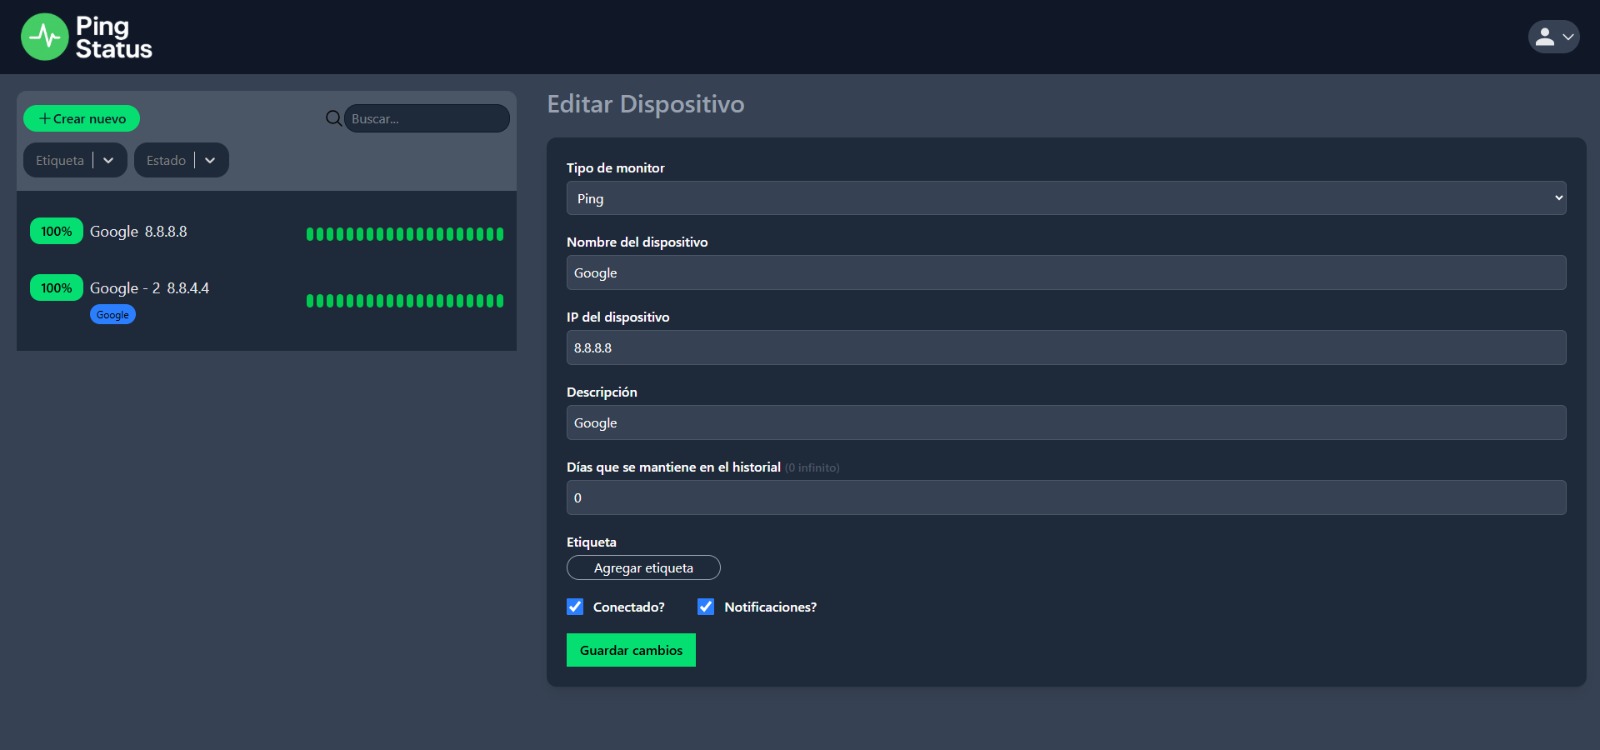 Ping
Status
Crear nuevo
Buscar...
Etiqueta
Estado
100% Google 8.8.8.8
100% Google - 2 8.8.4.4
Google
Editar Dispositivo
Tipo de monitor
Ping
Nombre del dispositivo
Google
IP del dispositivo
8.8.8.8
Descripción
Google
Días que se mantiene en el historial (0 infinito)
0
Etiqueta
Agregar etiqueta
Conectado? Notificaciones?
Guardar cambios